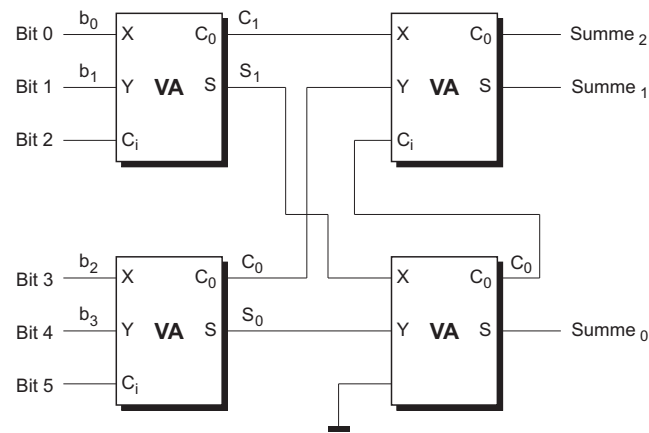 b0 C1
Bit 0 X C0 X C0 Summe 2
b1 S1
Bit 1 Y VA S Y VA S Summe 1
Bit 2 Ci Ci
b2 C0 C0
Bit 3 X C0 X C0
b3 S0
Bit 4 Y VA S Y VA S Summe 0
Bit 5 Ci